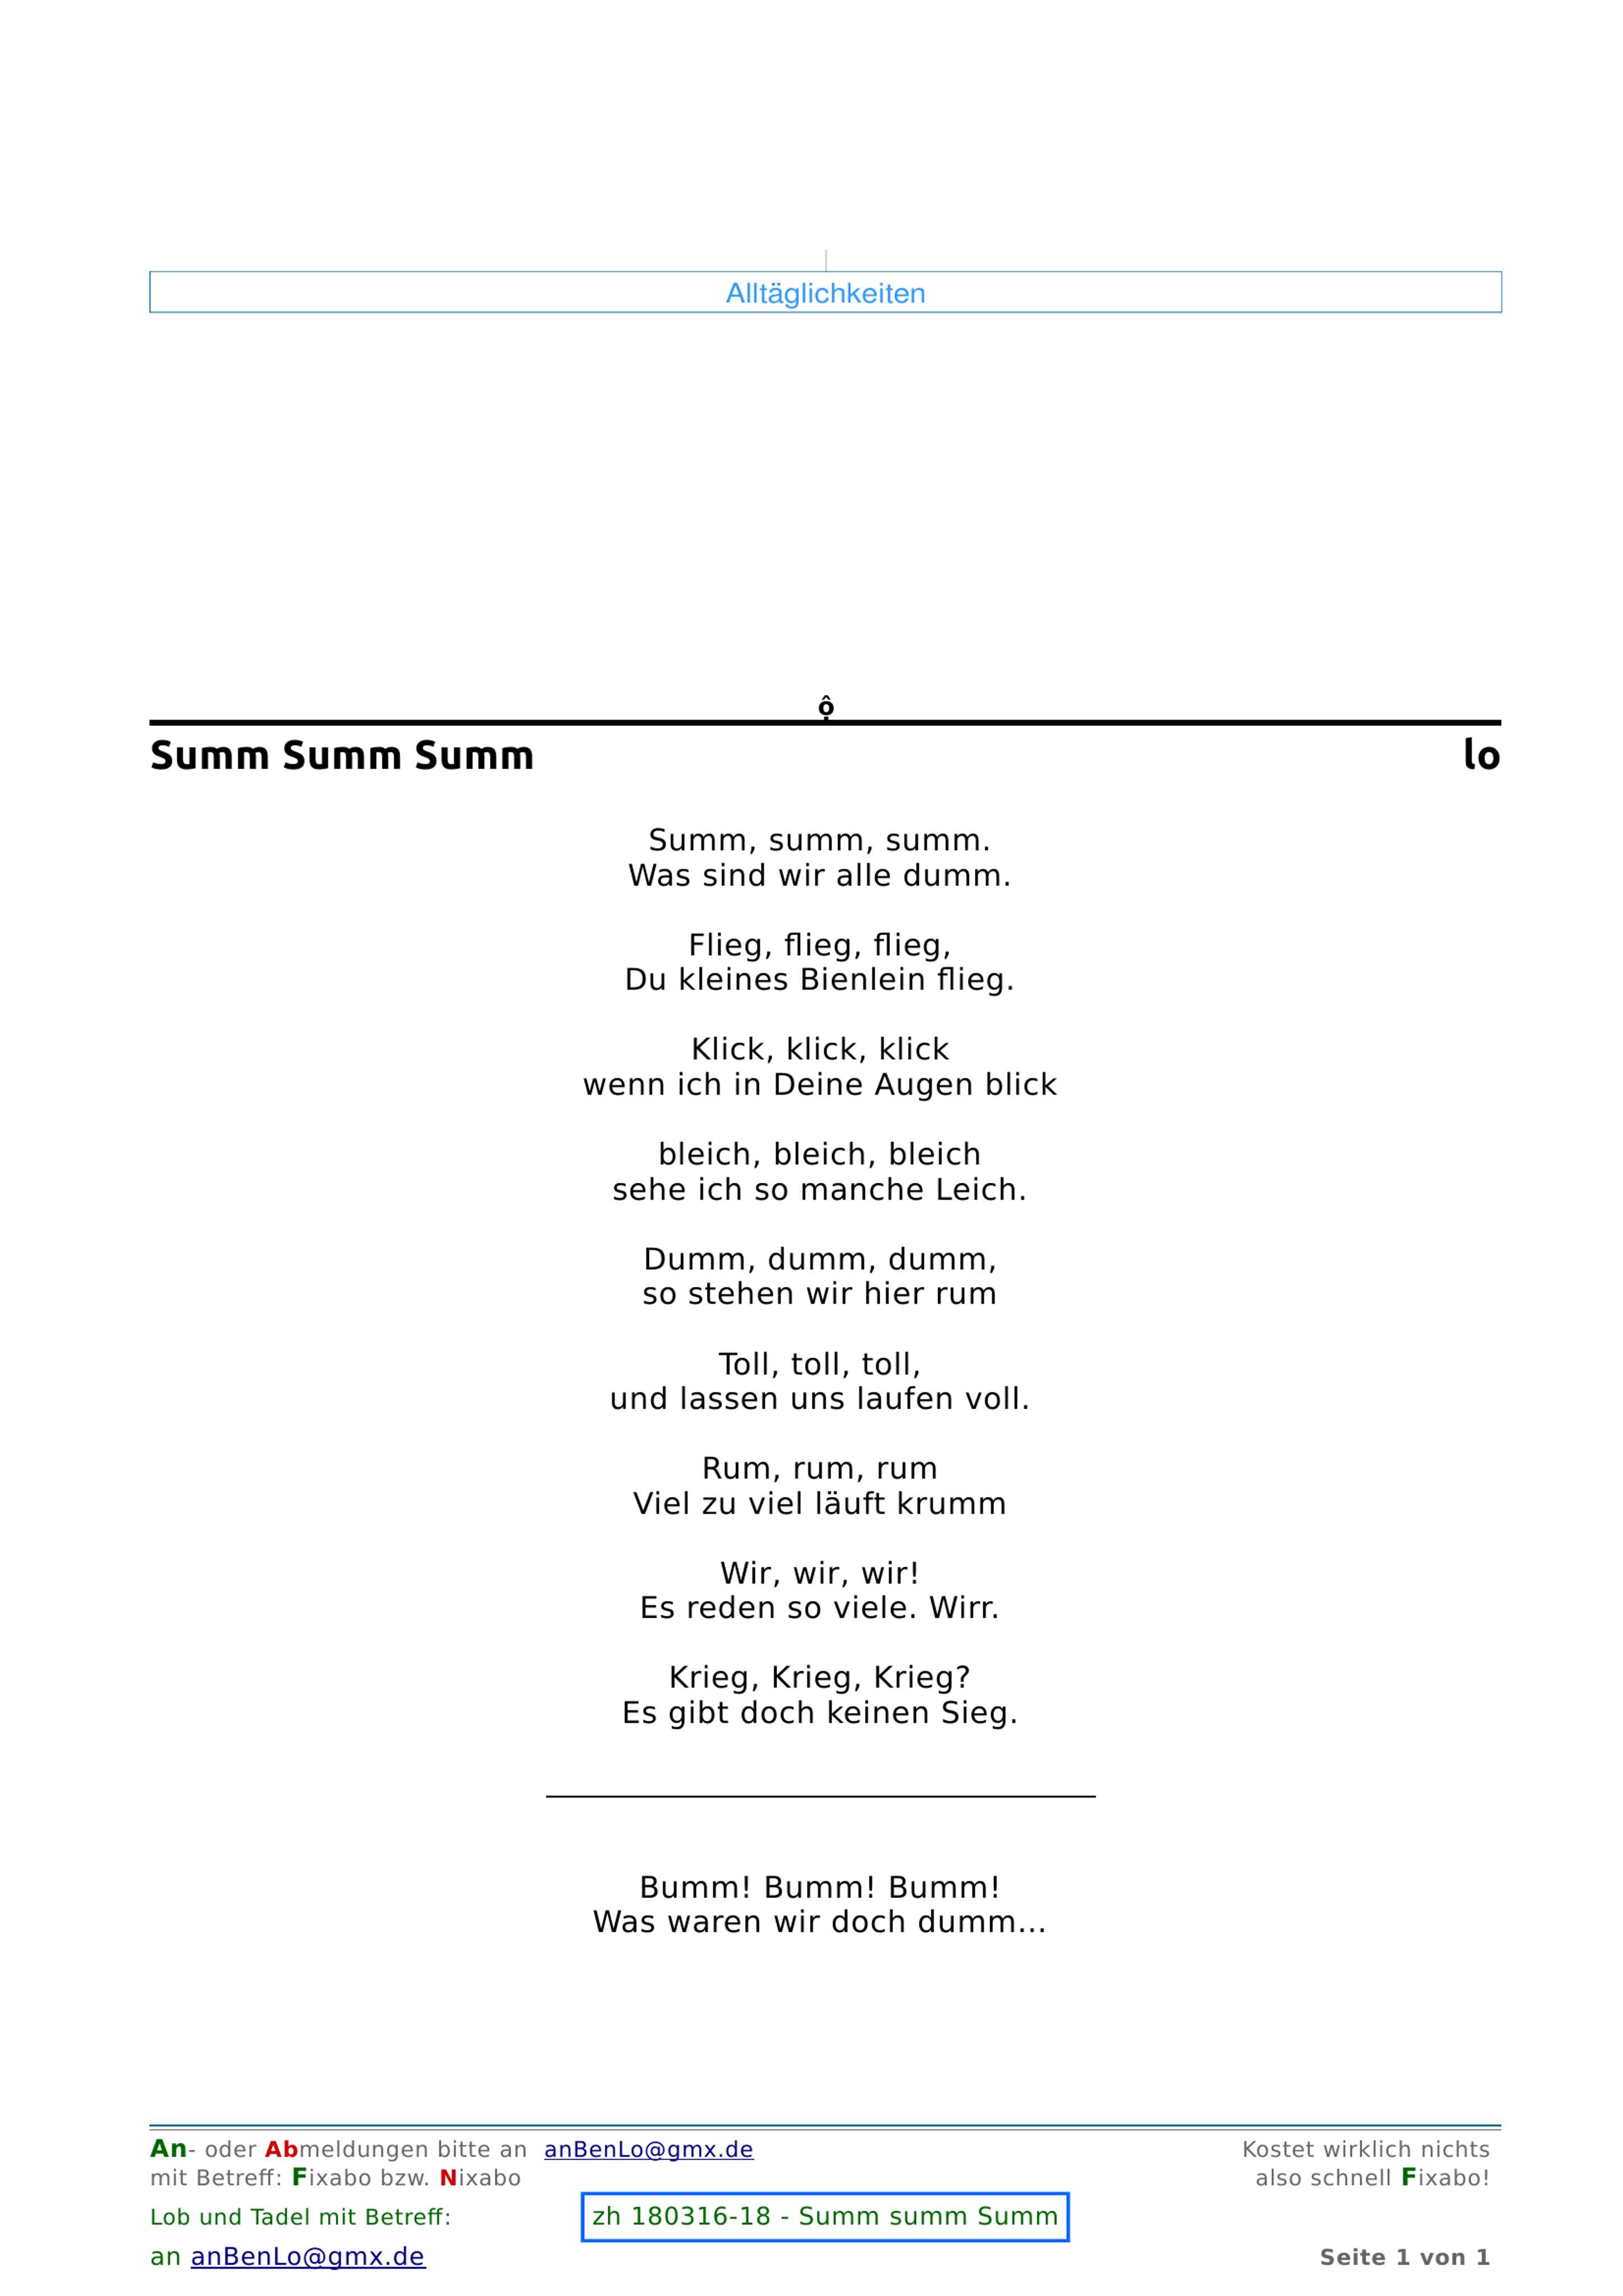 Alltäglichkeiten
ộ
Summ Summ Summ lo
Summ, summ, summ.
Was sind wir alle dumm.
Flieg, flieg, flieg,
Du kleines Bienlein flieg.
Klick, klick, klick
wenn ich in Deine Augen blick
bleich, bleich, bleich
sehe ich so manche Leich.
Dumm, dumm, dumm,
so stehen wir hier rum
Toll, toll, toll,
und lassen uns laufen voll.
Rum, rum, rum
Viel zu viel läuft krumm
Wir, wir, wir!
Es reden so viele. Wirr.
Krieg, Krieg, Krieg?
Es gibt doch keinen Sieg.
Bumm! Bumm! Bumm!
Was waren wir doch dumm...
An- oder Abmeldungen bitte an anBenLo@gmx.de Kostet wirklich nichts
mit Betreff: Fixabo bzw. Nixabo also schnell Fixabo!
Lob und Tadel mit Betreff: zh 180316-18 - Summ summ Summ
an anBenLo@gmx.de Seite 1 von 1